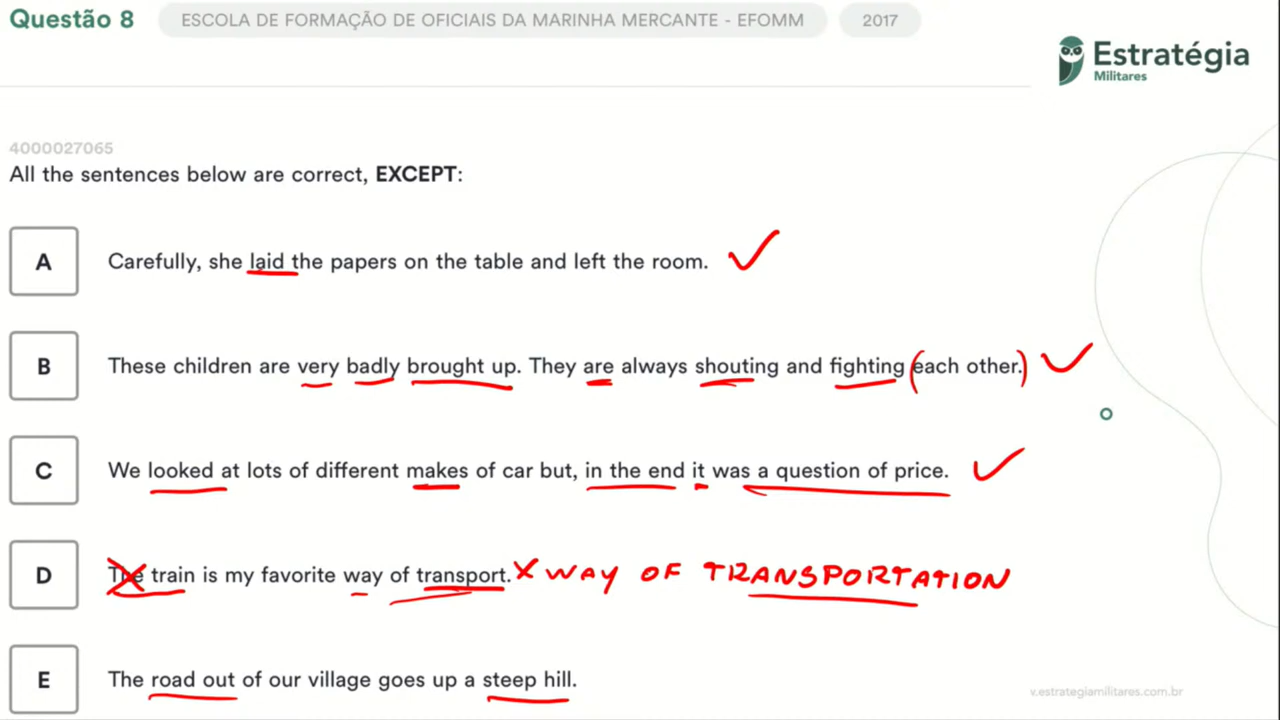 Questão 8 ESCOLA DE FORMAÇÃO DE OFICIAIS DA MARINHA MERCANTE - EFOMM 2017
Estratégia
Militares
4000027065
All the sentences below are correct, EXCEPT:
A Carefully, she laid the papers on the table and left the room.
B These children are very badly brought up. They are always shouting and fighting (each other.)
C We looked at lots of different makes of car but, in the end it was a question of price.
D The train is my favorite way of transport. X WAY OF TRANSPORTATION
E The road out of our village goes up a steep hill.
v.estrategiamilitares.com.br